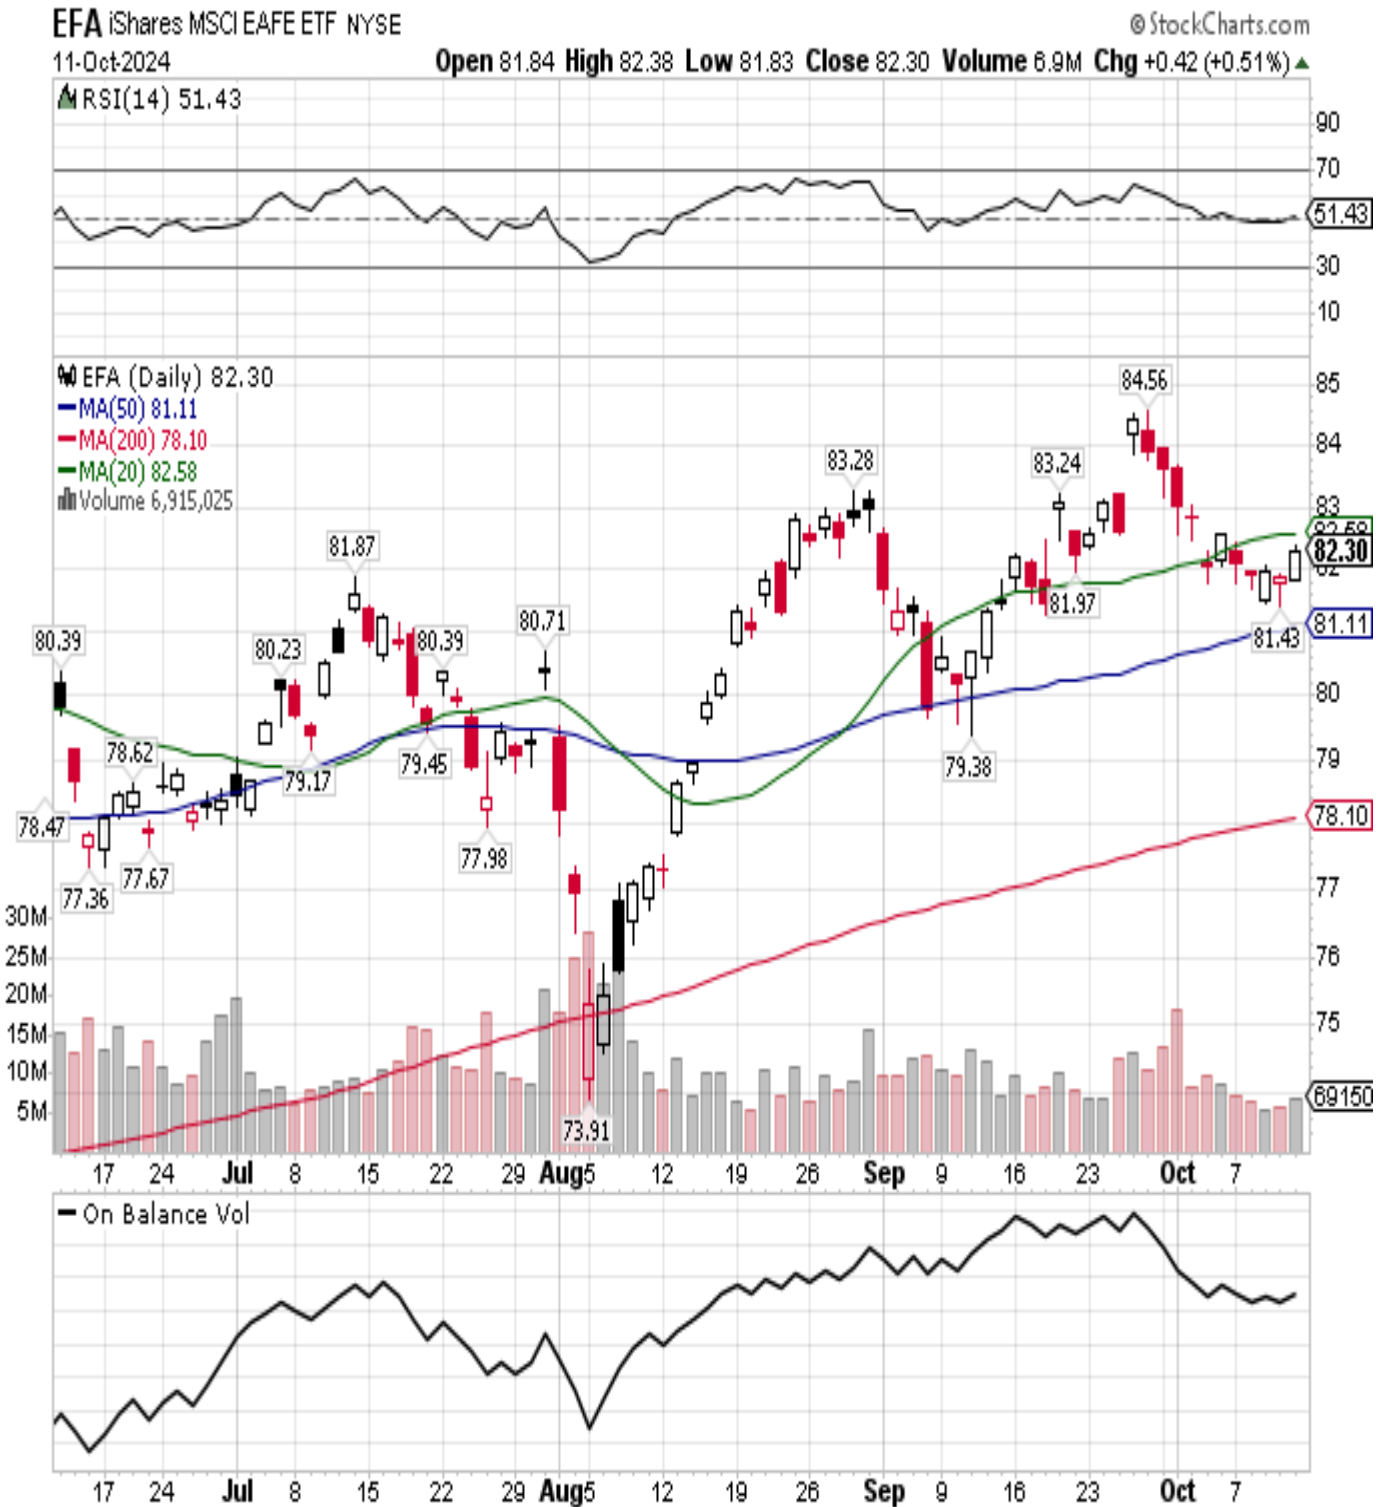 EFA iShares MSCI EAFE ETF NYSE © StockCharts.com
11-Oct-2024 Open 81.84 High 82.38 Low 81.83 Close 82.30 Volume 6.9M Chg +0.42 (+0.51%)
RSI(14) 51.43
90
70
51.43
30
10
EFA (Daily) 82.30
MA(50) 81.11
MA(200) 78.10
MA(20) 82.58
Volume 6,915,025
85
84
83
82.58
82.30
82
81.11
80
79
78.10
77
76
75
69150
84.56
83.28
83.24
81.87
80.71
80.39
80.23
80.39
81.97
81.43
78.62
79.17
79.45
79.38
78.47
77.98
77.67
77.36
73.91
30M
25M
20M
15M
10M
5M
17 24 Jul 8 15 22 29 Aug 5 12 19 26 Sep 9 16 23 Oct 7
On Balance Vol
17 24 Jul 8 15 22 29 Aug 5 12 19 26 Sep 9 16 23 Oct 7